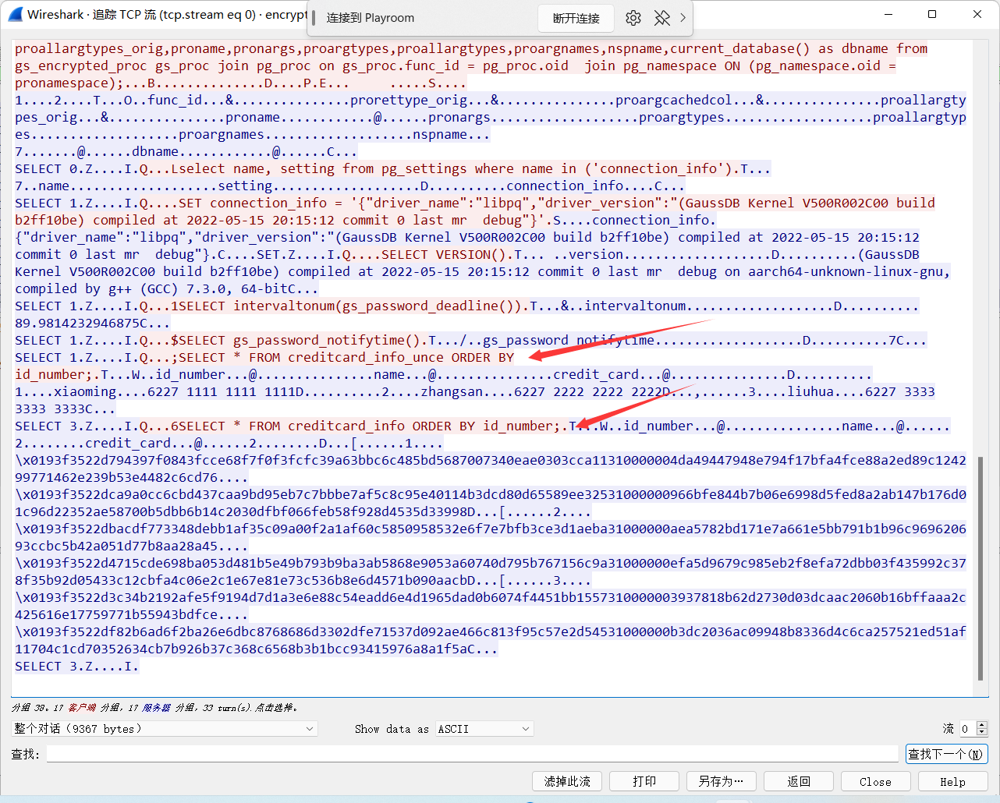 Wireshark · 追踪 TCP 流 (tcp.stream eq 0) · encrypt
连接到 Playroom
断开连接
proallargtypes_orig,proname,pronargs,proargtypes,proallargtypes,proargnames,nspname,current_database() as dbname from
gs_encrypted_proc gs_proc join pg_proc on gs_proc.func_id = pg_proc.oid  join pg_namespace ON (pg_namespace.oid =
pronamespace);...B..............D....P.E...     .....S....
1....2....T...O..func_id...&...............prorettype_orig...&...............proargcachedcol...&...............proallargty
pes_orig...&...............proname............@......pronargs...................proargtypes...................proallargtyp
es...................proargnames...................nspname...
7.......@......dbname............@......C...
SELECT 0.Z....I.Q...Lselect name, setting from pg_settings where name in ('connection_info').T...
7..name...................setting...................D..........connection_info....C...
SELECT 1.Z....I.Q....SET connection_info = '{"driver_name":"libpq","driver_version":"(GaussDB Kernel V500R002C00 build
b2ff10be) compiled at 2022-05-15 20:15:12 commit 0 last mr  debug"}'.S....connection_info.
{"driver_name":"libpq","driver_version":"(GaussDB Kernel V500R002C00 build b2ff10be) compiled at 2022-05-15 20:15:12
commit 0 last mr  debug"}.C....SET.Z....I.Q....SELECT VERSION().T... ..version...................D..........(GaussDB
Kernel V500R002C00 build b2ff10be) compiled at 2022-05-15 20:15:12 commit 0 last mr  debug on aarch64-unknown-linux-gnu,
compiled by g++ (GCC) 7.3.0, 64-bitC...
SELECT 1.Z....I.Q...1SELECT intervaltonum(gs_password_deadline()).T...&..intervaltonum...................D..........
89.9814232946875C...
SELECT 1.Z....I.Q...$SELECT gs_password_notifytime().T.../..gs_password_notifytime...................D..........7C...
SELECT 1.Z....I.Q...;SELECT * FROM creditcard_info_unce ORDER BY
id_number;.T...W..id_number...@...............name...@...............credit_card...@...............D..........
1....xiaoming....6227 1111 1111 1111D..........2....zhangsan....6227 2222 2222 2222D...,......3....liuhua....6227 3333
3333 3333C...
SELECT 3.Z....I.Q...6SELECT * FROM creditcard_info ORDER BY id_number;.T...W..id_number...@...............name...@......
2........credit_card...@......2........D...[......1....
\x0193f3522d794397f0843fcce68f7f0f3fcfc39a63bbc6c485bd5687007340eae0303cca11310000004da49447948e794f17bfa4fce88a2ed89c1242
99771462e239b53e4482c6cd76....
\x0193f3522dca9a0cc6cbd437caa9bd95eb7c7bbbe7af5c8c95e40114b3dcd80d65589ee32531000000966bfe844b7b06e6998d5fed8a2ab147b176d0
01c96d22352ae58700b5dbb6b14c2030dfbf066feb58f928d4535d33998D...[......2....
\x0193f3522dbacdf773348debb1af35c09a00f2a1af60c5850958532e6f7e7bfb3ce3d1aeba31000000aea5782bd171e7a661e5bb791b1b96c9696206
93ccbc5b42a051d77b8aa28a45....
\x0193f3522d4715cde698ba053d481b5e49b793b9ba3ab5868e9053a60740d795b767156c9a31000000efa5d9679c985eb2f8efa72dbb03f435992c37
8f35b92d05433c12cbfa4c06e2c1e67e81e73c536b8e6d4571b090aacbD...[......3....
\x0193f3522d3c34b2192afe5f9194d7d1a3e6e88c54eadd6e4d1965dad0b6074f4451bb1557310000003937818b62d2730d03dcaac2060b16bffaaa2c
425616e17759771b55943bdfce....
\x0193f3522df82b6ad6f2ba26e6dbc8768686d3302dfe71537d092ae466c813f95c57e2d54531000000b3dc2036ac09948b8336d4c6ca257521ed51af
11704c1cd70352634cb7b926b37c368c6568b3b1bcc93415976a8a1f5aC...
SELECT 3.Z....I.
分组 38。17 客户端 分组，17 服务器 分组，33 turn(s).点击选择。
整个对话 (9367 bytes)
Show data as ASCII
流 0
查找:
查找下一个(N)
滤掉此流
打印
另存为…
返回
Close
Help